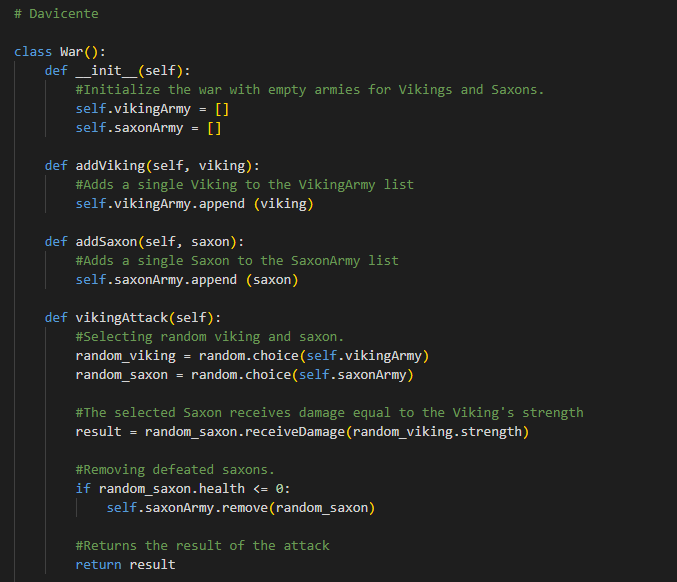 # Davicente
class War():
def __init__(self):
#Initialize the war with empty armies for Vikings and Saxons.
self.vikingArmy = []
self.saxonArmy = []
def addViking(self, viking):
#Adds a single Viking to the VikingArmy list
self.vikingArmy.append (viking)
def addSaxon(self, saxon):
#Adds a single Saxon to the SaxonArmy list
self.saxonArmy.append (saxon)
def vikingAttack(self):
#Selecting random viking and saxon.
random_viking = random.choice(self.vikingArmy)
random_saxon = random.choice(self.saxonArmy)
#The selected Saxon receives damage equal to the Viking's strength
result = random_saxon.receiveDamage(random_viking.strength)
#Removing defeated saxons.
if random_saxon.health <= 0:
self.saxonArmy.remove(random_saxon)
#Returns the result of the attack
return result